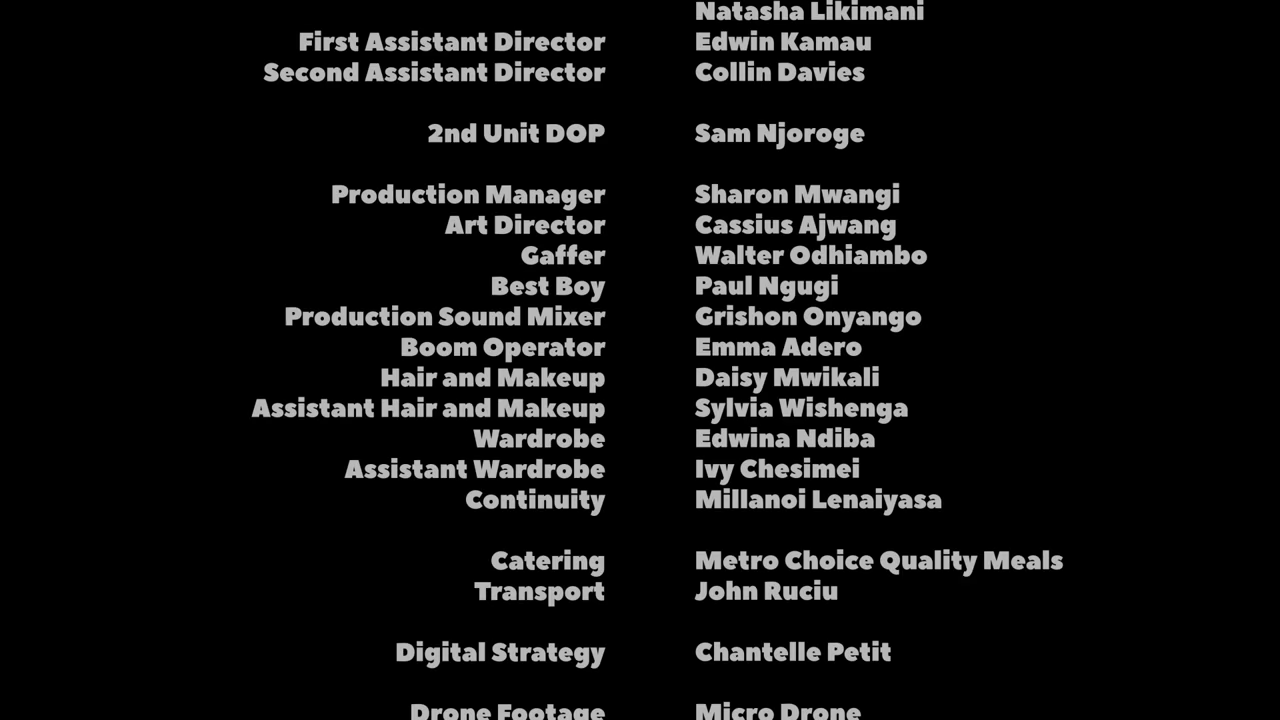 Natasha Likimani
First Assistant Director Edwin Kamau
Second Assistant Director Collin Davies
2nd Unit DOP Sam Njoroge
Production Manager Sharon Mwangi
Art Director Cassius Ajwang
Gaffer Walter Odhiambo
Best Boy Paul Ngugi
Production Sound Mixer Grishon Onyango
Boom Operator Emma Adero
Hair and Makeup Daisy Mwikali
Assistant Hair and Makeup Sylvia Wishenga
Wardrobe Edwina Ndiba
Assistant Wardrobe Ivy Chesimei
Continuity Millanoi Lenaiyasa
Catering Metro Choice Quality Meals
Transport John Ruciu
Digital Strategy Chantelle Petit
Drone Footage Micro Drone